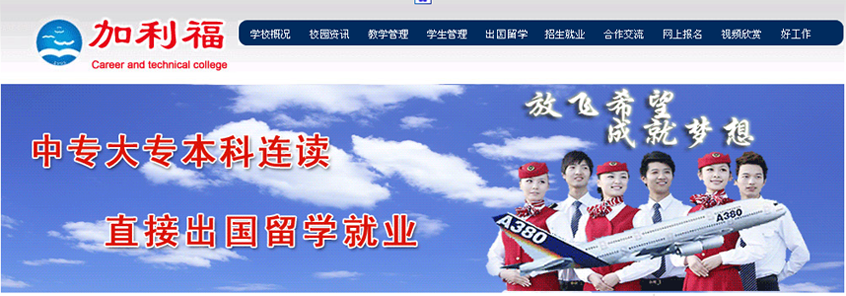 加利福
Career and technical college
学校概况 校园资讯 教学管理 学生管理 出国留学 招生就业 合作交流 网上报名 视频欣赏 好工作
放飞希望
成就梦想
中专大专本科连读
直接出国留学就业
A380
A380